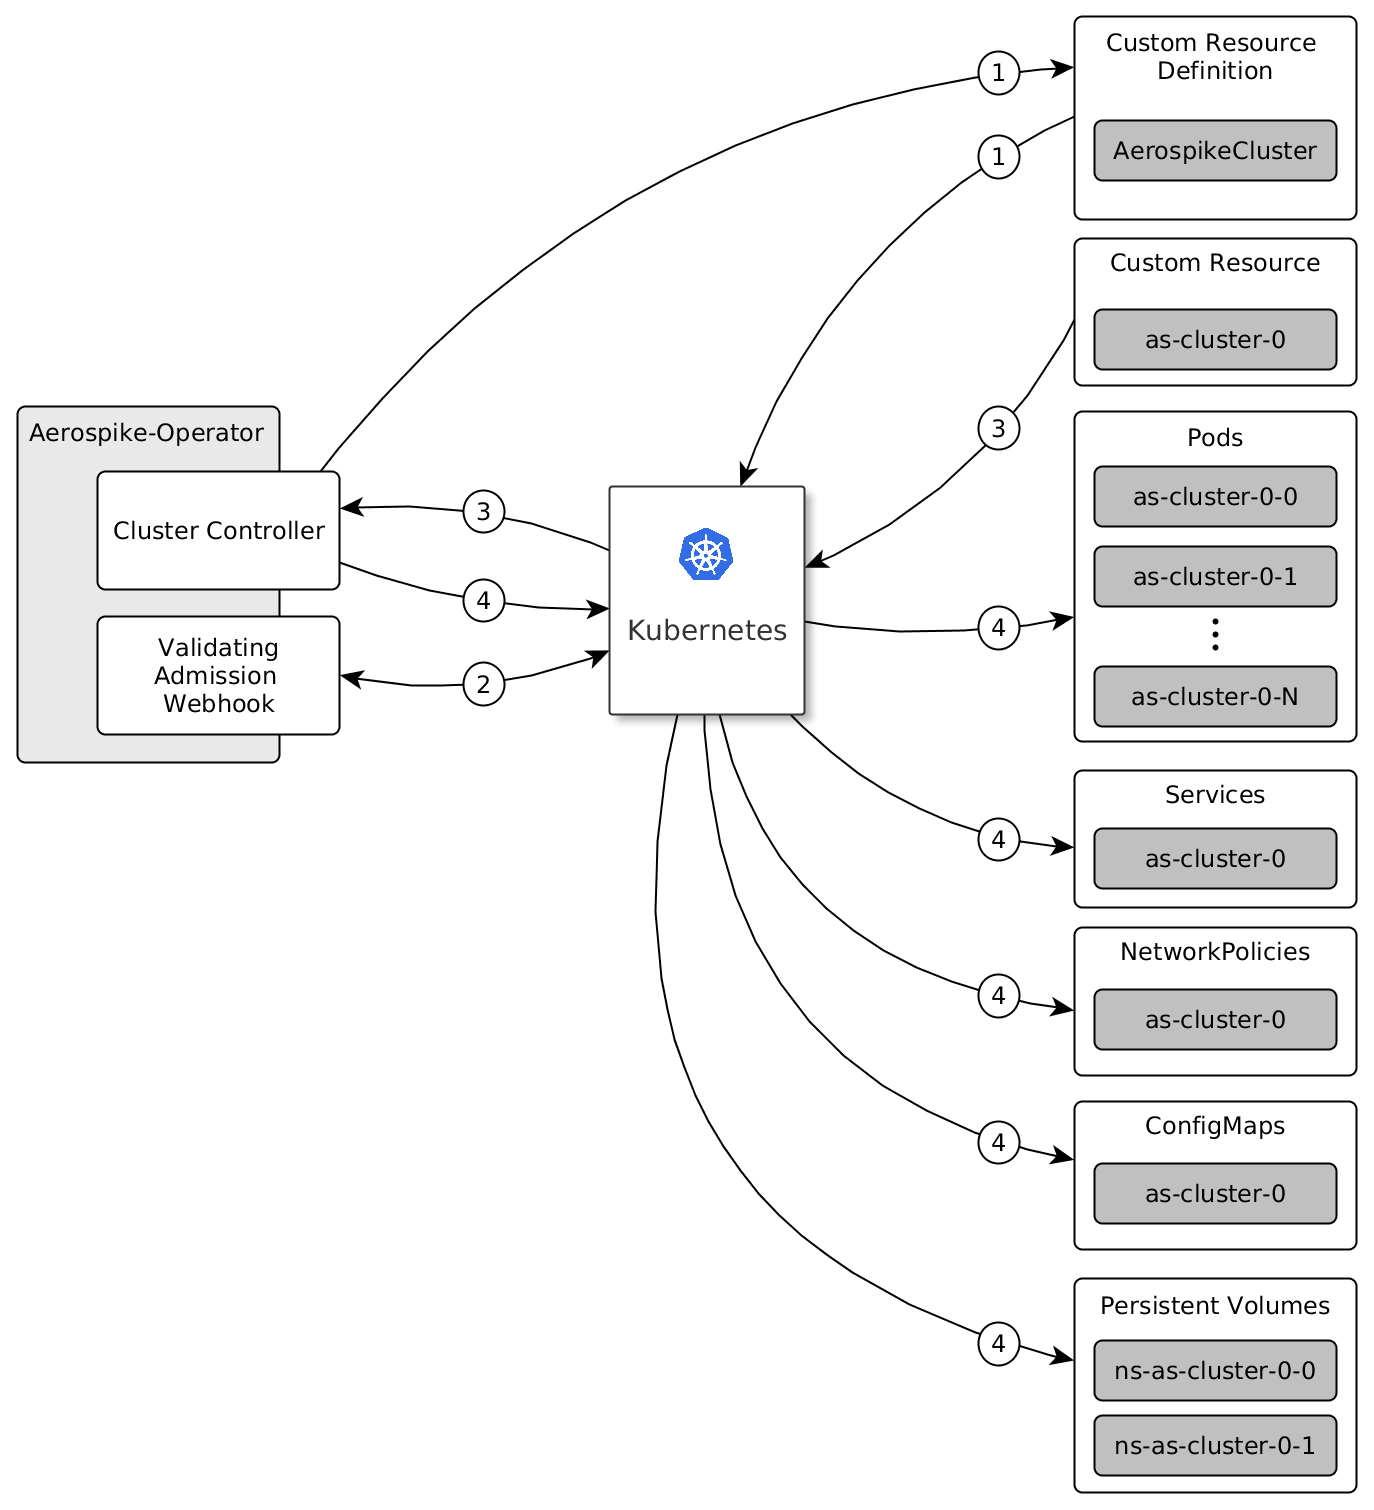 1
Custom Resource
Definition
1
AerospikeCluster
Custom Resource
as-cluster-0
3
Aerospike-Operator
Cluster Controller
3
4
Validating
Admission
Webhook
2
Kubernetes
Pods
as-cluster-0-0
as-cluster-0-1
as-cluster-0-N
4
Services
as-cluster-0
4
NetworkPolicies
as-cluster-0
4
ConfigMaps
as-cluster-0
4
Persistent Volumes
ns-as-cluster-0-0
ns-as-cluster-0-1
4